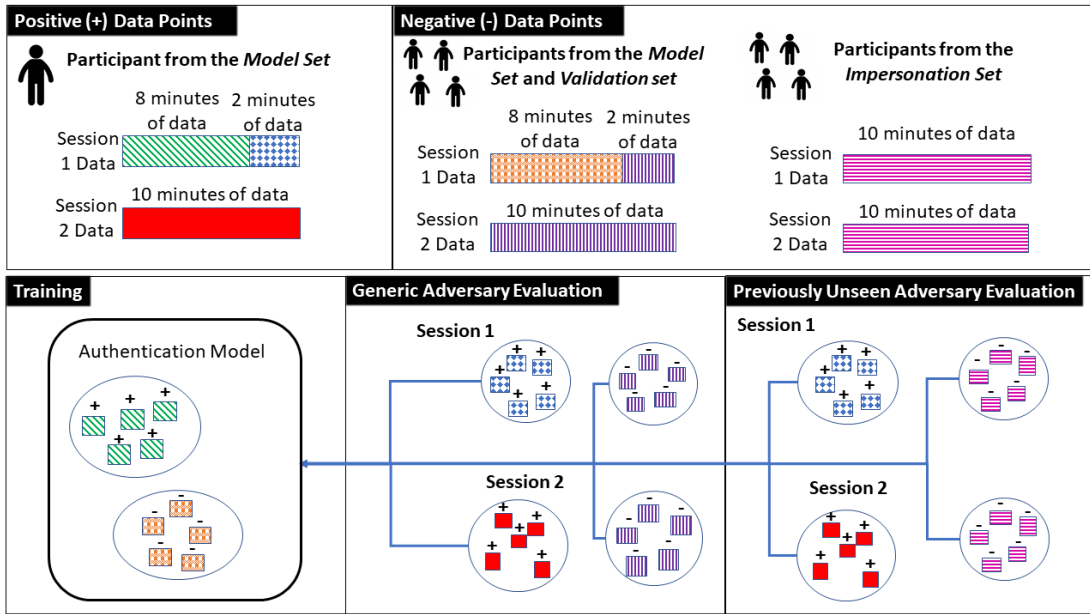 Positive (+) Data Points
Participant from the Model Set
8 minutes
of data
2 minutes
of data
Session
1 Data
10 minutes of data
Session
2 Data
Negative (-) Data Points
Participants from the Model
Set and Validation set
8 minutes
of data
2 minutes
of data
Session
1 Data
10 minutes of data
Session
2 Data
Participants from the
Impersonation Set
10 minutes of data
Session
1 Data
10 minutes of data
Session
2 Data
Training
Authentication Model
+ + + + +
- - - - -
Generic Adversary Evaluation
Session 1
+ + + + +
- - - - -
Session 2
+ + + + +
- - - - -
Previously Unseen Adversary Evaluation
Session 1
+ + + + +
- - - - -
Session 2
+ + + + +
- - - - -